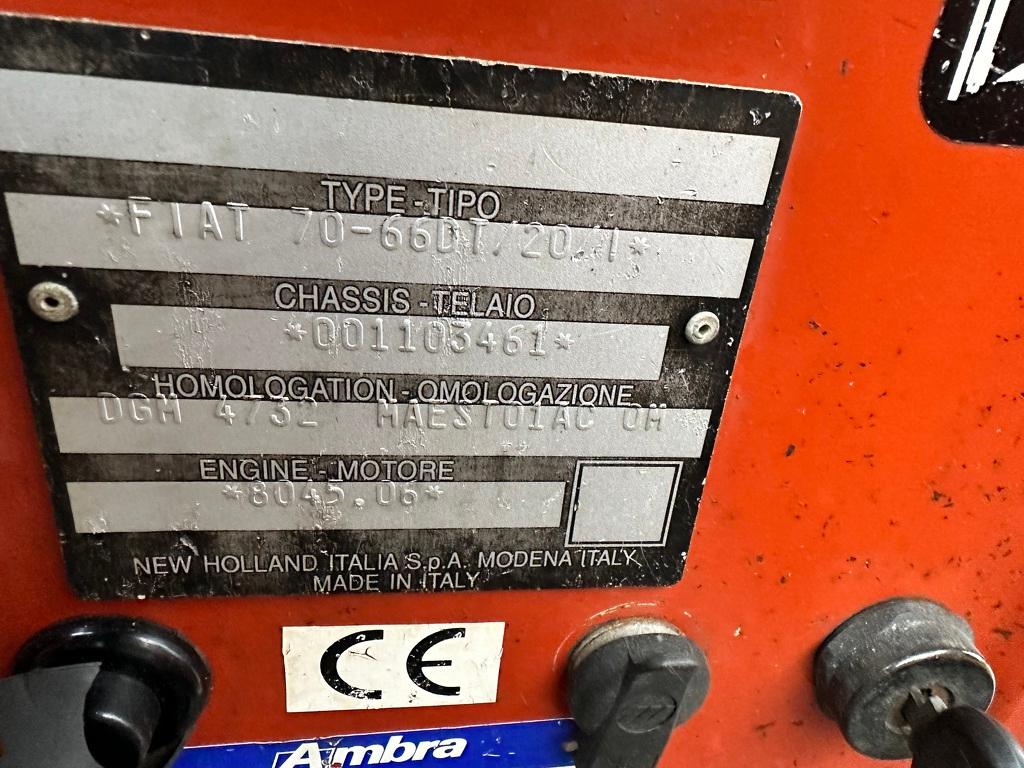 TYPE - TIPO
*FIAT 70-66DT/20/1*
CHASSIS - TELAIO
*001103461*
HOMOLOGATION - OMOLOGAZIONE
DGM 4732 MAEST01AC OM
ENGINE - MOTORE
*8045.06*
NEW HOLLAND ITALIA S.p.A. MODENA ITALY
MADE IN ITALY
CE
Ambra